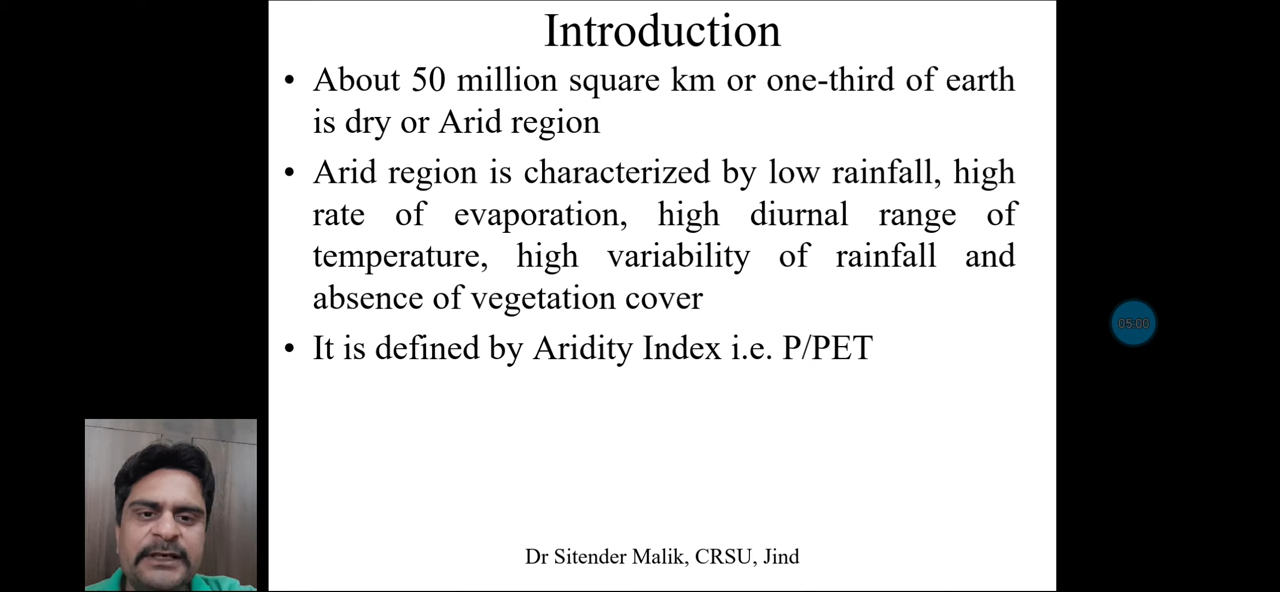 Introduction
• About 50 million square km or one-third of earth
is dry or Arid region
• Arid region is characterized by low rainfall, high
rate of evaporation, high diurnal range of
temperature, high variability of rainfall and
absence of vegetation cover
• It is defined by Aridity Index i.e. P/PET
05:00
Dr Sitender Malik, CRSU, Jind